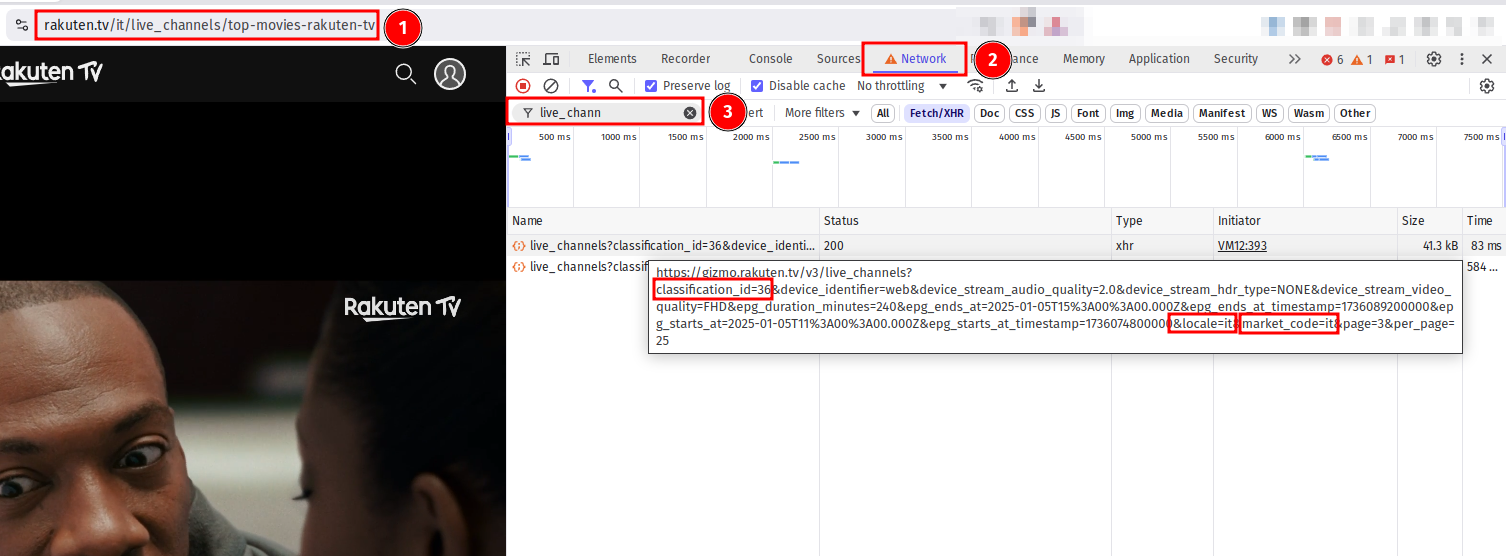 rakuten.tv/it/live_channels/top-movies-rakuten-tv
1
akuten TV
Elements Recorder Console Sources Network 2 ance Memory Application Security 6 1 1
Preserve log Disable cache No throttling
live_chann 3 ert More filters All Fetch/XHR Doc CSS JS Font Img Media Manifest WS Wasm Other
500 ms 1000 ms 1500 ms 2000 ms 2500 ms 3000 ms 3500 ms 4000 ms 4500 ms 5000 ms 5500 ms 6000 ms 6500 ms 7000 ms 7500 ms
Name Status Type Initiator Size Time
live_channels?classification_id=36&device_identi... 200 xhr VM12:393 41.3 kB 83 ms
live_channels?classif 584 ...
https://gizmo.rakuten.tv/v3/live_channels?
classification_id=36&device_identifier=web&device_stream_audio_quality=2.0&device_stream_hdr_type=NONE&device_stream_video_
quality=FHD&epg_duration_minutes=240&epg_ends_at=2025-01-05T15%3A00%3A00.000Z&epg_ends_at_timestamp=1736089200000&ep
g_starts_at=2025-01-05T11%3A00%3A00.000Z&epg_starts_at_timestamp=1736074800000&locale=it&market_code=it&page=3&per_page=
25
Rakuten TV